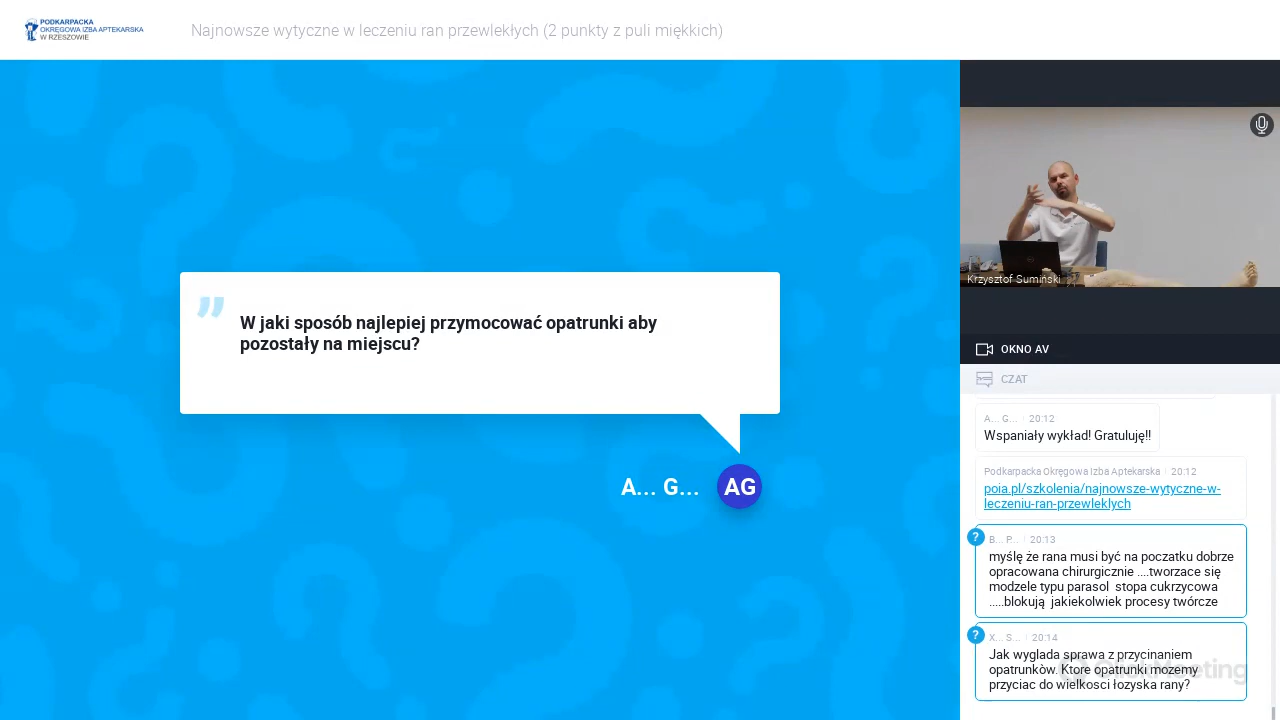 PODKARPACKA
OKRĘGOWA IZBA APTEKARSKA
W RZESZOWIE
Najnowsze wytyczne w leczeniu ran przewlekłych (2 punkty z puli miękkich)
W jaki sposób najlepiej przymocować opatrunki aby
pozostały na miejscu?
A... G...
AG
Krzysztof Sumiński
OKNO AV
CZAT
A... G... 20:12
Wspaniały wykład! Gratuluję!!
Podkarpacka Okręgowa Izba Aptekarska 20:12
poia.pl/szkolenia/najnowsze-wytyczne-w-
leczeniu-ran-przewleklych
?
B... P... 20:13
myślę że rana musi być na poczatku dobrze
opracowana chirurgicznie ....tworzace się
modzele typu parasol stopa cukrzycowa
.....blokują jakiekolwiek procesy twórcze
?
X... S... 20:14
Jak wyglada sprawa z przycinaniem
opatrunkòw. Ktore opatrunki mozemy
przyciac do wielkosci łozyska rany?
ClickMeeting